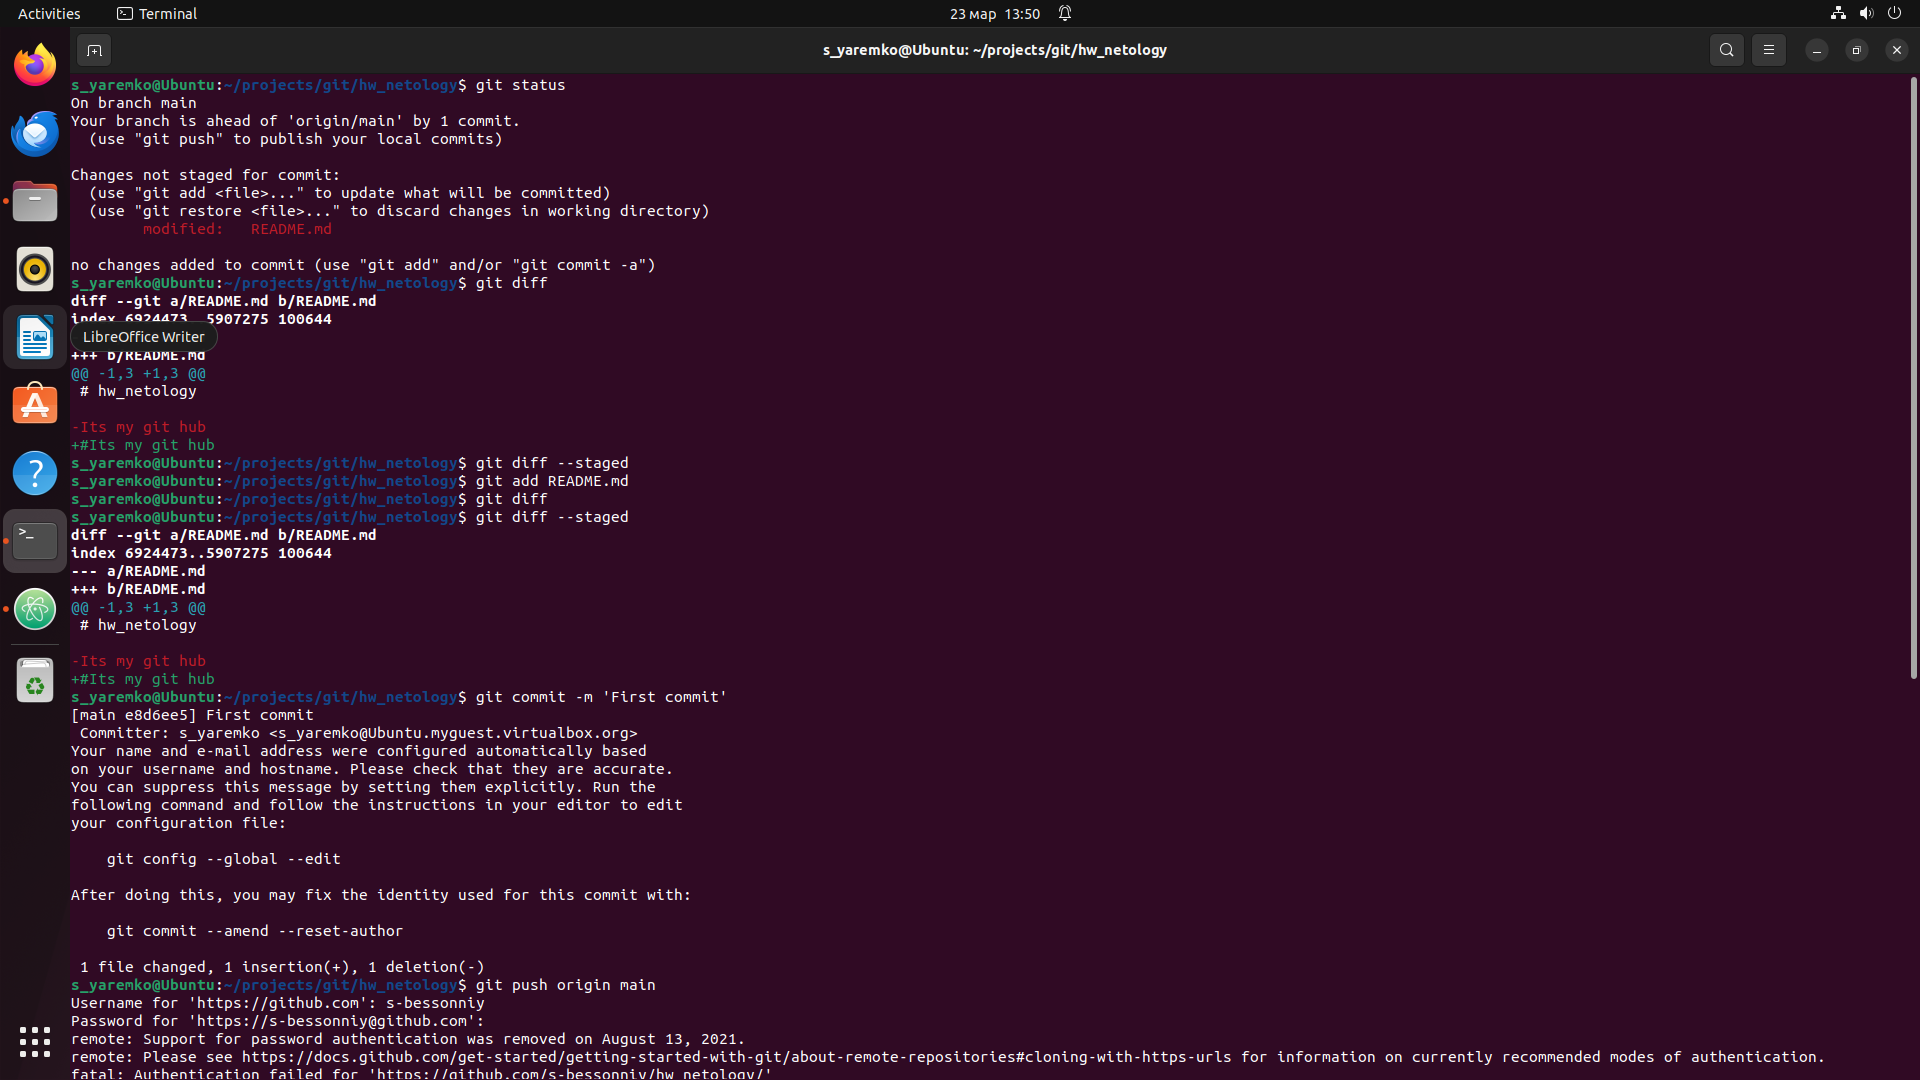 Activities
Terminal
23 мар 13:50
s_yaremko@Ubuntu: ~/projects/git/hw_netology
s_yaremko@Ubuntu:~/projects/git/hw_netology$ git status
On branch main
Your branch is ahead of 'origin/main' by 1 commit.
  (use "git push" to publish your local commits)

Changes not staged for commit:
  (use "git add <file>..." to update what will be committed)
  (use "git restore <file>..." to discard changes in working directory)
        modified:   README.md

no changes added to commit (use "git add" and/or "git commit -a")
s_yaremko@Ubuntu:~/projects/git/hw_netology$ git diff
diff --git a/README.md b/README.md
index 6924473..5907275 100644
LibreOffice Writer
+++ b/README.md
@@ -1,3 +1,3 @@
 # hw_netology

-Its my git hub
+#Its my git hub
s_yaremko@Ubuntu:~/projects/git/hw_netology$ git diff --staged
s_yaremko@Ubuntu:~/projects/git/hw_netology$ git add README.md
s_yaremko@Ubuntu:~/projects/git/hw_netology$ git diff
s_yaremko@Ubuntu:~/projects/git/hw_netology$ git diff --staged
diff --git a/README.md b/README.md
index 6924473..5907275 100644
--- a/README.md
+++ b/README.md
@@ -1,3 +1,3 @@
 # hw_netology

-Its my git hub
+#Its my git hub
s_yaremko@Ubuntu:~/projects/git/hw_netology$ git commit -m 'First commit'
[main e8d6ee5] First commit
 Committer: s_yaremko <s_yaremko@Ubuntu.myguest.virtualbox.org>
Your name and e-mail address were configured automatically based
on your username and hostname. Please check that they are accurate.
You can suppress this message by setting them explicitly. Run the
following command and follow the instructions in your editor to edit
your configuration file:

    git config --global --edit

After doing this, you may fix the identity used for this commit with:

    git commit --amend --reset-author

 1 file changed, 1 insertion(+), 1 deletion(-)
s_yaremko@Ubuntu:~/projects/git/hw_netology$ git push origin main
Username for 'https://github.com': s-bessonniy
Password for 'https://s-bessonniy@github.com':
remote: Support for password authentication was removed on August 13, 2021.
remote: Please see https://docs.github.com/get-started/getting-started-with-git/about-remote-repositories#cloning-with-https-urls for information on currently recommended modes of authentication.
fatal: Authentication failed for 'https://github.com/s-bessonniy/hw_netology/'